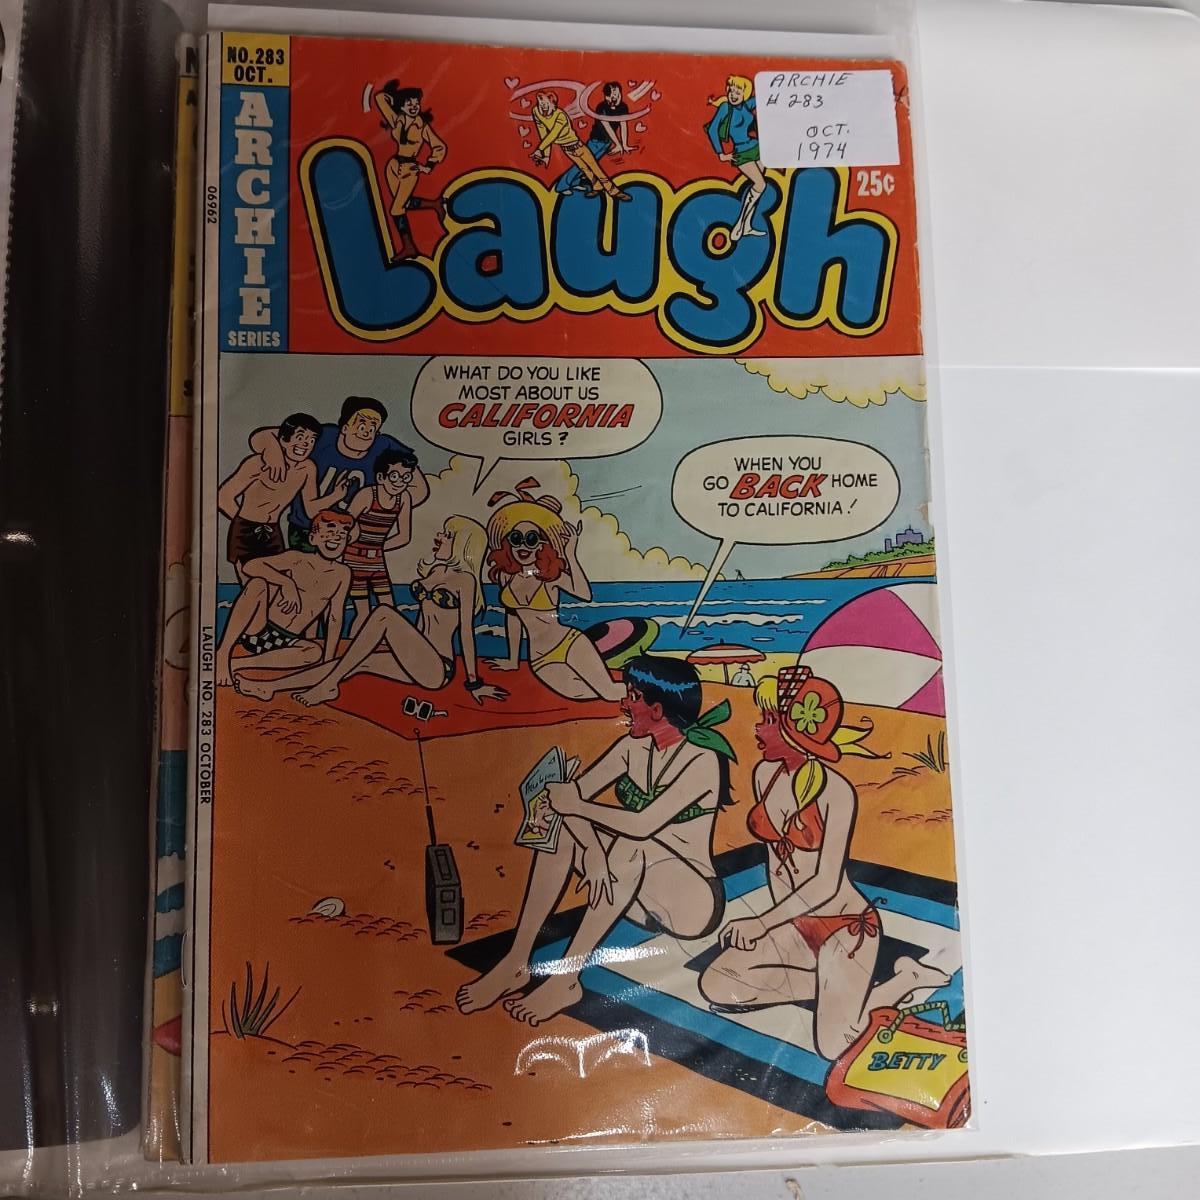 NO.283
OCT.
ARCHIE
SERIES
06962
Laugh
25¢
ARCHIE
# 283
OCT.
1974
WHAT DO YOU LIKE
MOST ABOUT US
CALIFORNIA
GIRLS?
WHEN YOU
GO BACK HOME
TO CALIFORNIA!
LAUGH NO. 283 OCTOBER
BETTY